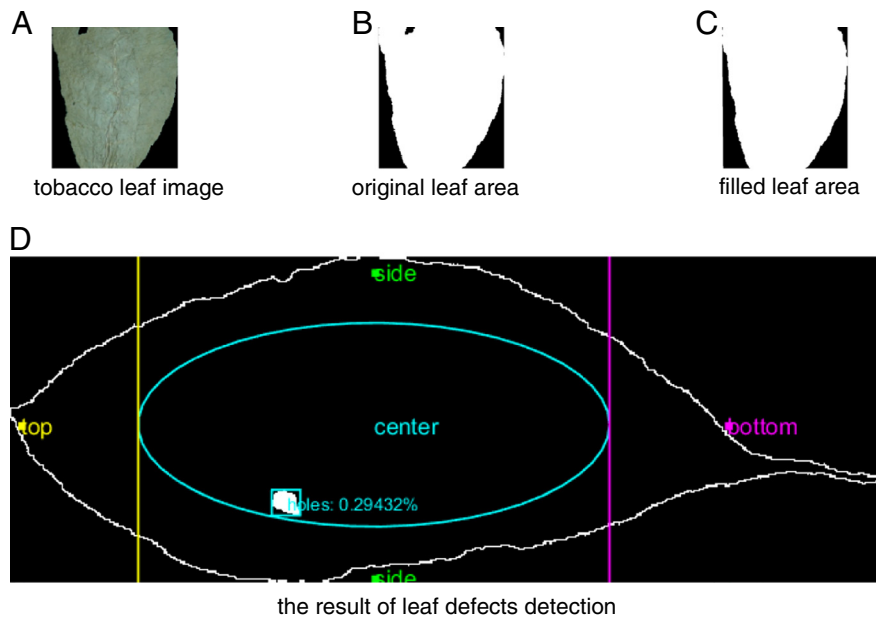 A
B
C
tobacco leaf image
original leaf area
filled leaf area
D
side
top
center
bottom
holes: 0.29432%
side
the result of leaf defects detection